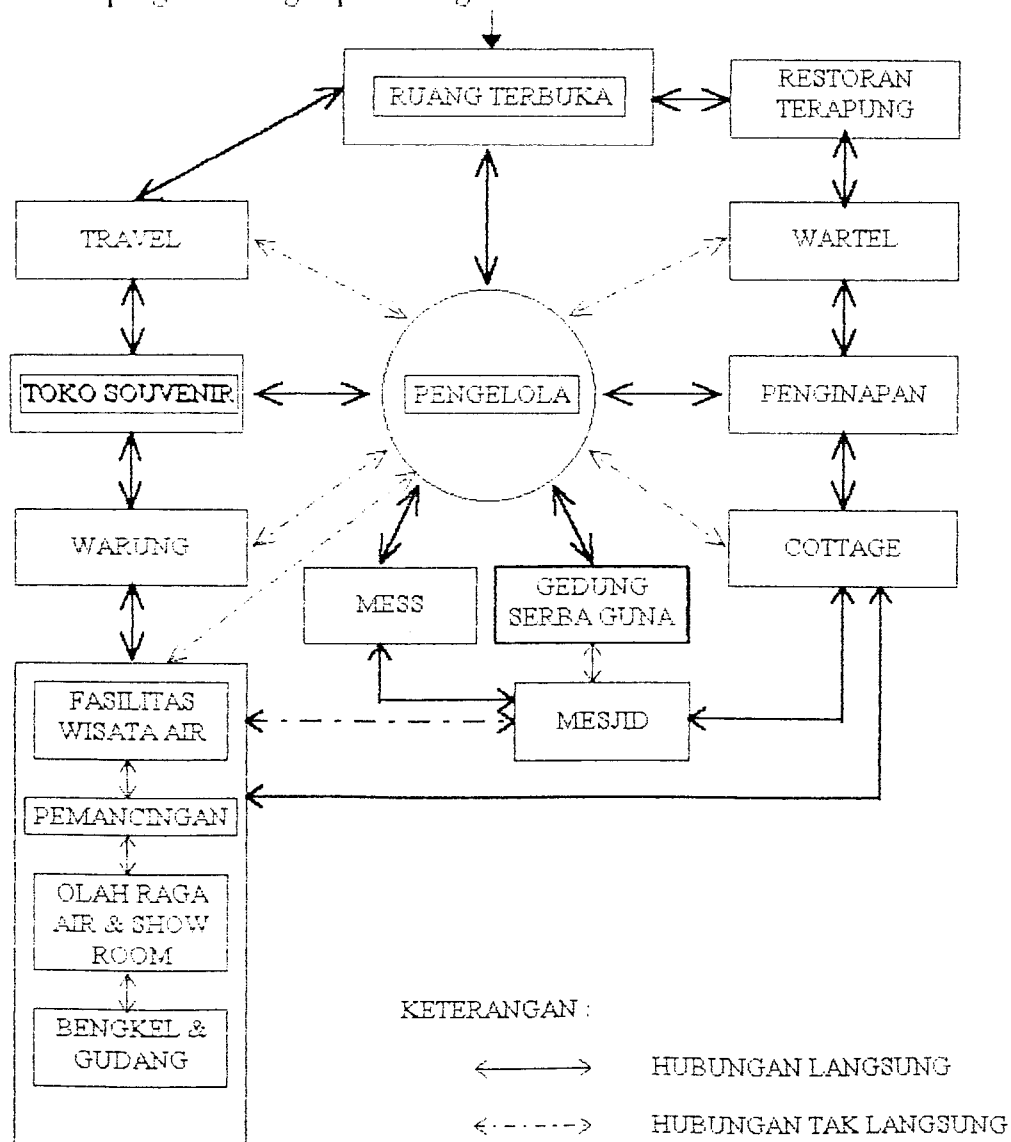 RUANG TERBUKA
RESTORAN
TERAPUNG
TRAVEL
WARTEL
TOKO SOUVENIR
PENGELOLA
PENGINAPAN
WARUNG
COTTAGE
MESS
GEDUNG
SERBA GUNA
MESJID
FASILITAS
WISATA AIR
PEMANCINGAN
OLAH RAGA
AIR & SHOW
ROOM
BENGKEL &
GUDANG
KETERANGAN :
HUBUNGAN LANGSUNG
HUBUNGAN TAK LANGSUNG